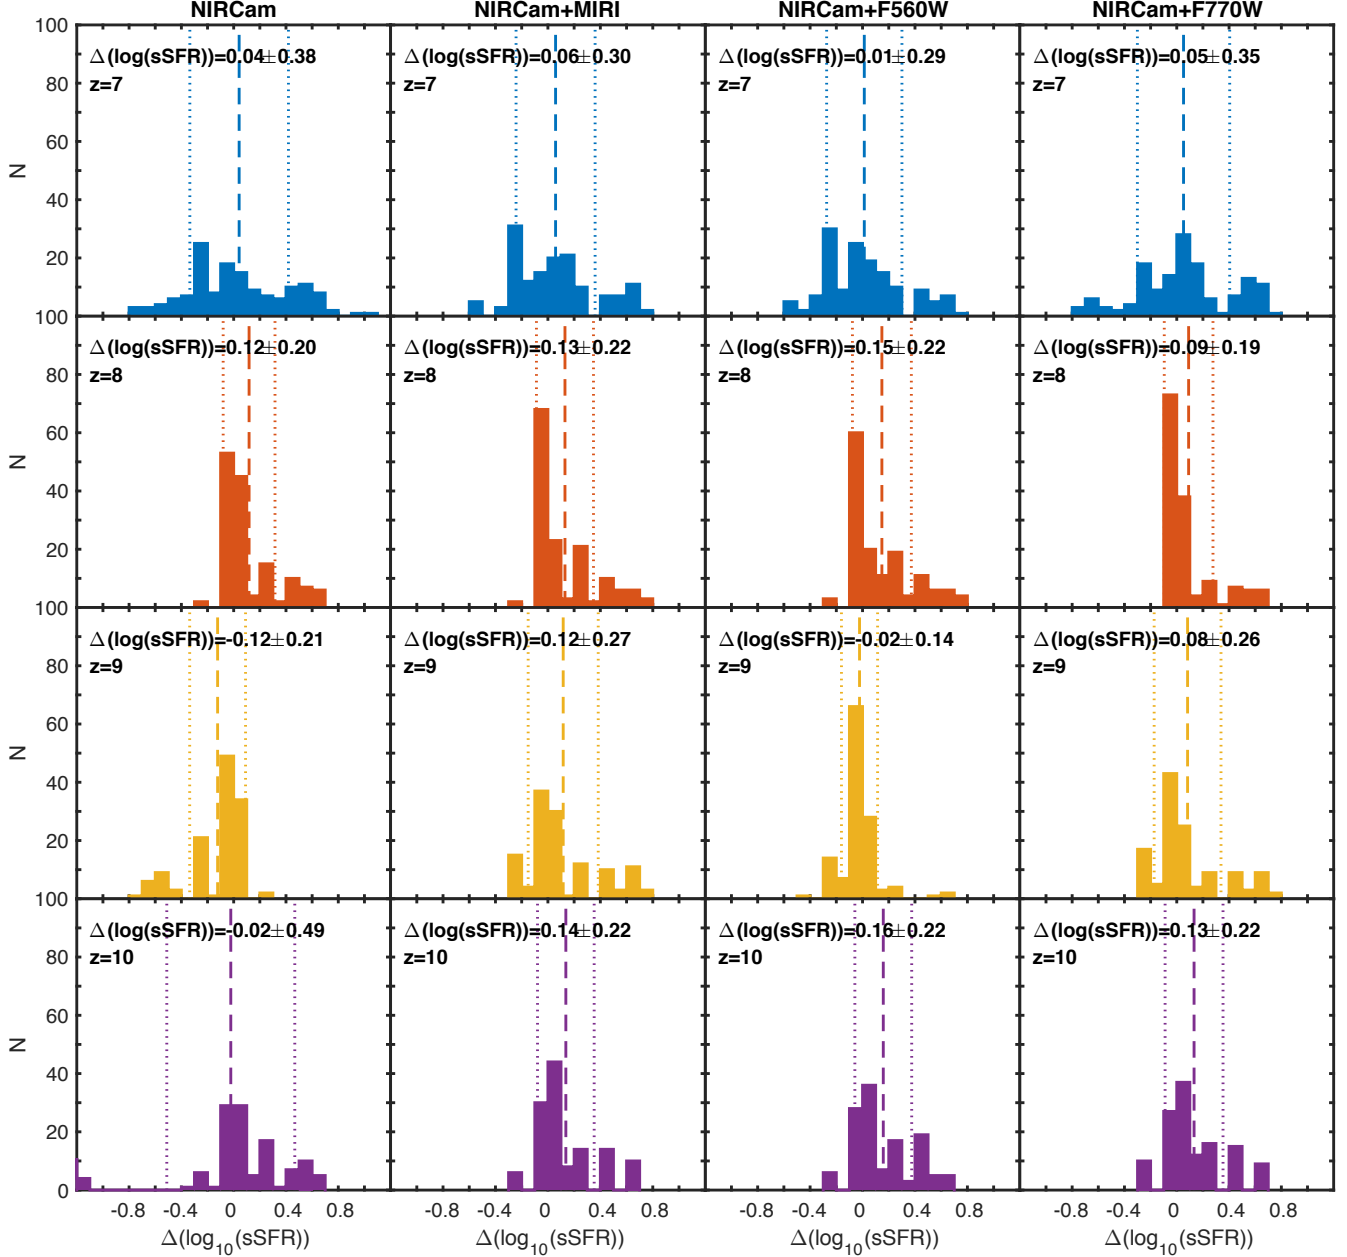 NIRCam NIRCam+MIRI NIRCam+F560W NIRCam+F770W
100
Δ(log(sSFR))=0.04±0.38 Δ(log(sSFR))=0.06±0.30 Δ(log(sSFR))=0.01±0.29 Δ(log(sSFR))=0.05±0.35
z=7 z=7 z=7 z=7
80
60
N
40
20
100
Δ(log(sSFR))=0.12±0.20 Δ(log(sSFR))=0.13±0.22 Δ(log(sSFR))=0.15±0.22 Δ(log(sSFR))=0.09±0.19
z=8 z=8 z=8 z=8
80
60
N
40
20
100
Δ(log(sSFR))=-0.12±0.21 Δ(log(sSFR))=0.12±0.27 Δ(log(sSFR))=-0.02±0.14 Δ(log(sSFR))=0.08±0.26
z=9 z=9 z=9 z=9
80
60
N
40
20
100
Δ(log(sSFR))=-0.02±0.49 Δ(log(sSFR))=0.14±0.22 Δ(log(sSFR))=0.16±0.22 Δ(log(sSFR))=0.13±0.22
z=10 z=10 z=10 z=10
80
60
N
40
20
0
-0.8 -0.4 0 0.4 0.8 -0.8 -0.4 0 0.4 0.8 -0.8 -0.4 0 0.4 0.8 -0.8 -0.4 0 0.4 0.8
Δ(log₁₀(sSFR)) Δ(log₁₀(sSFR)) Δ(log₁₀(sSFR)) Δ(log₁₀(sSFR))